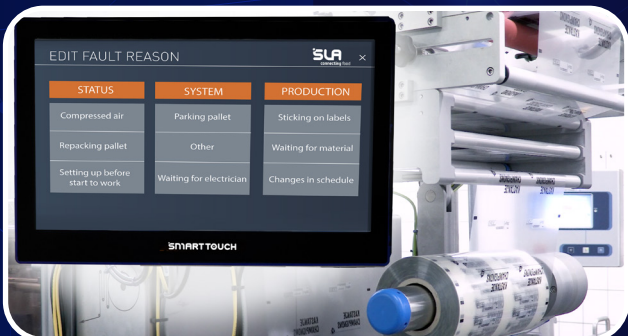 EDIT FAULT REASON
SLA
connecting food
×
STATUS
SYSTEM
PRODUCTION
Compressed air
Parking pallet
Sticking on labels
Repacking pallet
Other
Waiting for material
Setting up before
start to work
Waiting for electrician
Changes in schedule
SMARTTOUCH